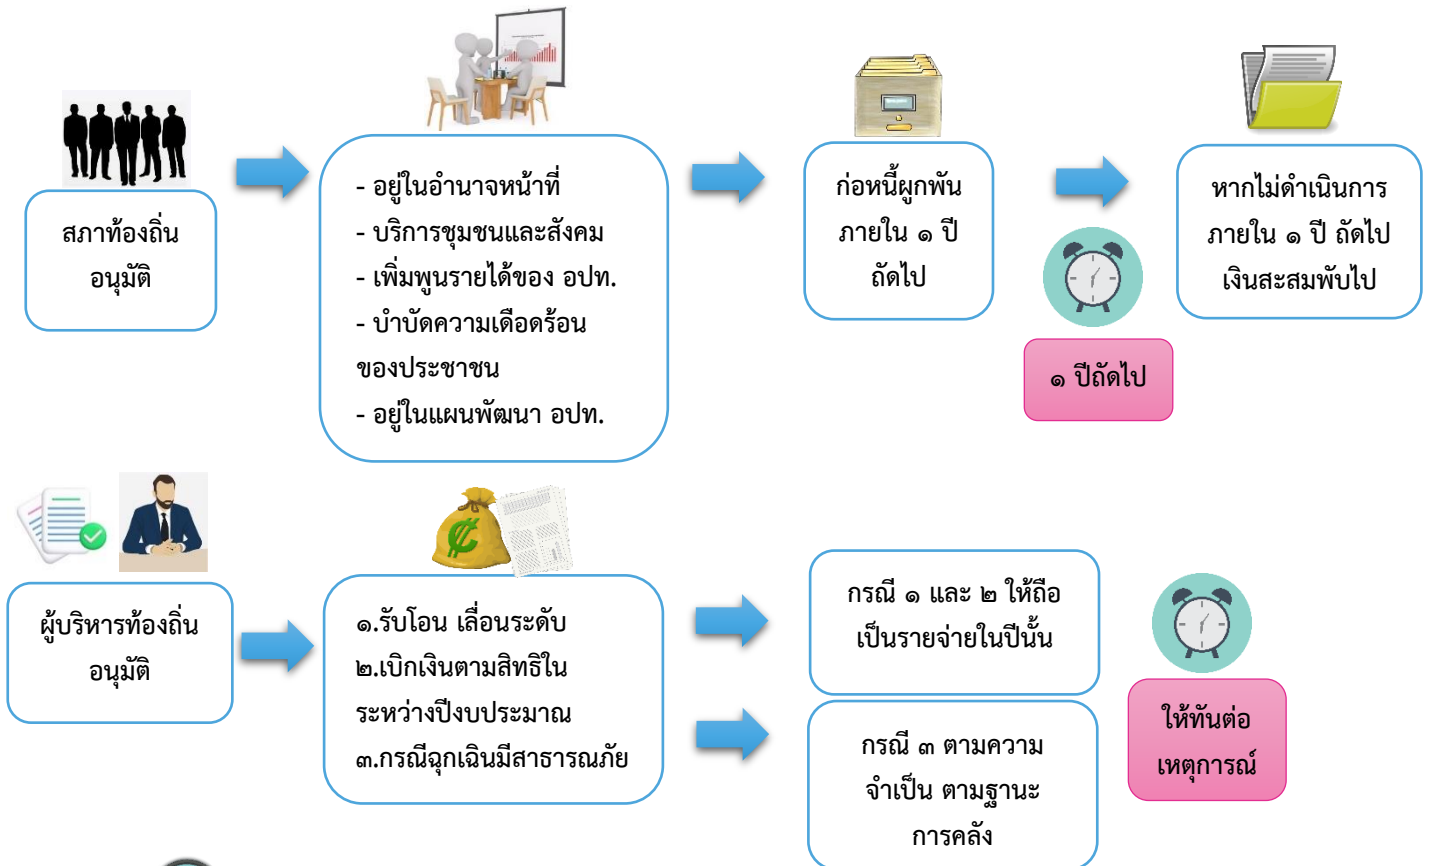 สภาท้องถิ่น
อนุมัติ
- อยู่ในอำนาจหน้าที่
- บริการชุมชนและสังคม
- เพิ่มพูนรายได้ของ อปท.
- บำบัดความเดือดร้อน
ของประชาชน
- อยู่ในแผนพัฒนา อปท.
ก่อหนี้ผูกพัน
ภายใน ๑ ปี
ถัดไป
๑ ปีถัดไป
หากไม่ดำเนินการ
ภายใน ๑ ปี ถัดไป
เงินสะสมพับไป
ผู้บริหารท้องถิ่น
อนุมัติ
๑.รับโอน เลื่อนระดับ
๒.เบิกเงินตามสิทธิใน
ระหว่างปีงบประมาณ
๓.กรณีฉุกเฉินมีสาธารณภัย
กรณี ๑ และ ๒ ให้ถือ
เป็นรายจ่ายในปีนั้น
กรณี ๓ ตามความ
จำเป็น ตามฐานะ
การคลัง
ให้ทันต่อ
เหตุการณ์